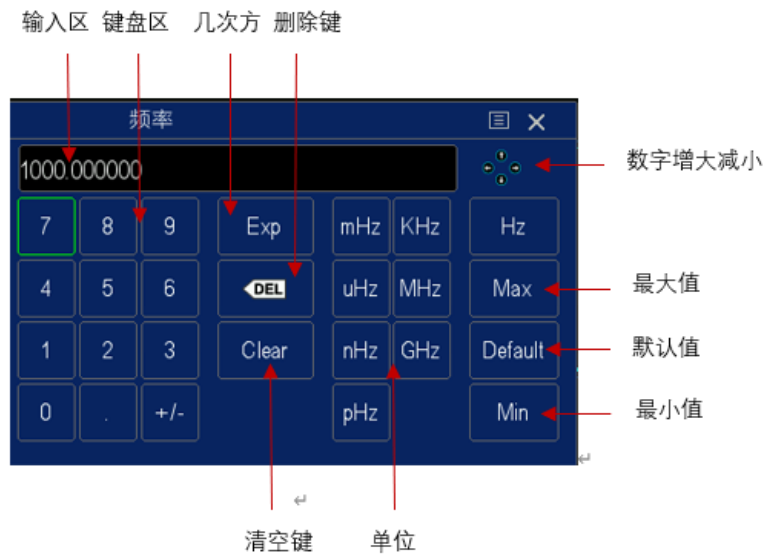 输入区 键盘区 几次方 删除键
频率
1000.000000
数字增大减小
7 8 9 Exp mHz KHz Hz
4 5 6 DEL uHz MHz Max 最大值
1 2 3 Clear nHz GHz Default 默认值
0 . +/- pHz Min 最小值
清空键 单位